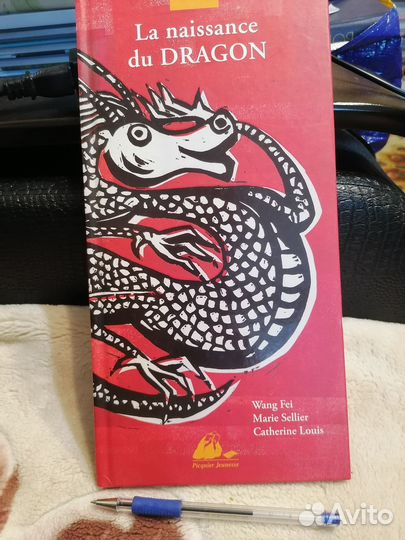 La naissance
du DRAGON
Wang Fei
Marie Sellier
Catherine Louis
Picquier Jeunesse
Avito